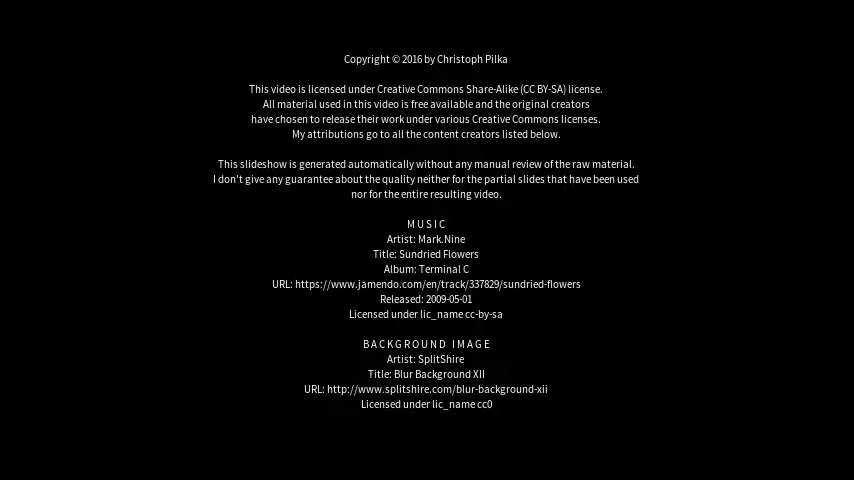 Copyright © 2016 by Christoph Pilka
This video is licensed under Creative Commons Share-Alike (CC BY-SA) license.
All material used in this video is free available and the original creators
have chosen to release their work under various Creative Commons licenses.
My attributions go to all the content creators listed below.
This slideshow is generated automatically without any manual review of the raw material.
I don't give any guarantee about the quality neither for the partial slides that have been used
nor for the entire resulting video.
MUSIC
Artist: Mark.Nine
Title: Sundried Flowers
Album: Terminal C
URL: https://www.jamendo.com/en/track/337829/sundried-flowers
Released: 2009-05-01
Licensed under lic_name cc-by-sa
BACKGROUND IMAGE
Artist: SplitShire
Title: Blur Background XII
URL: http://www.splitshire.com/blur-background-xii
Licensed under lic_name cc0